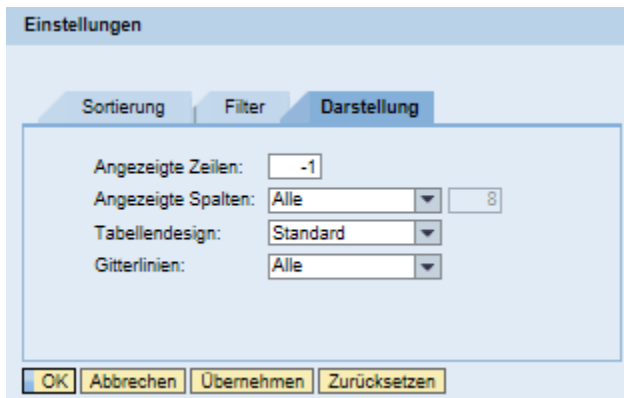 Einstellungen
Sortierung Filter Darstellung
Angezeigte Zeilen: -1
Angezeigte Spalten: Alle 8
Tabellendesign: Standard
Gitterlinien: Alle
OK Abbrechen Übernehmen Zurücksetzen